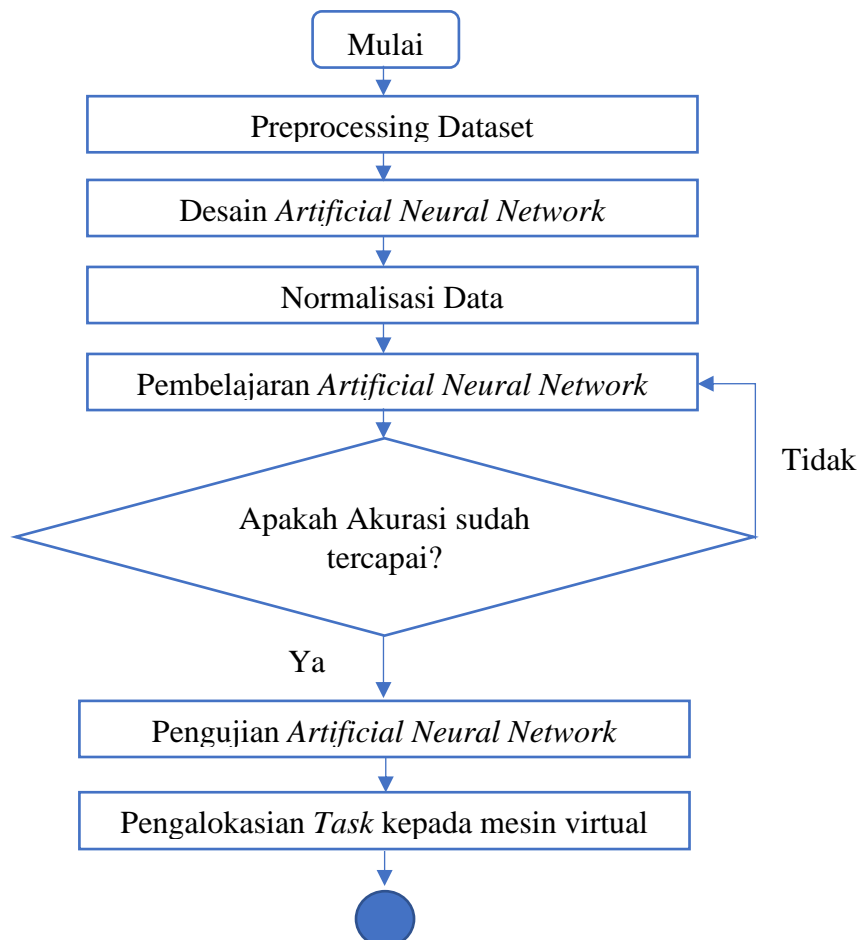 Mulai
Preprocessing Dataset
Desain Artificial Neural Network
Normalisasi Data
Pembelajaran Artificial Neural Network
Tidak
Apakah Akurasi sudah
tercapai?
Ya
Pengujian Artificial Neural Network
Pengalokasian Task kepada mesin virtual